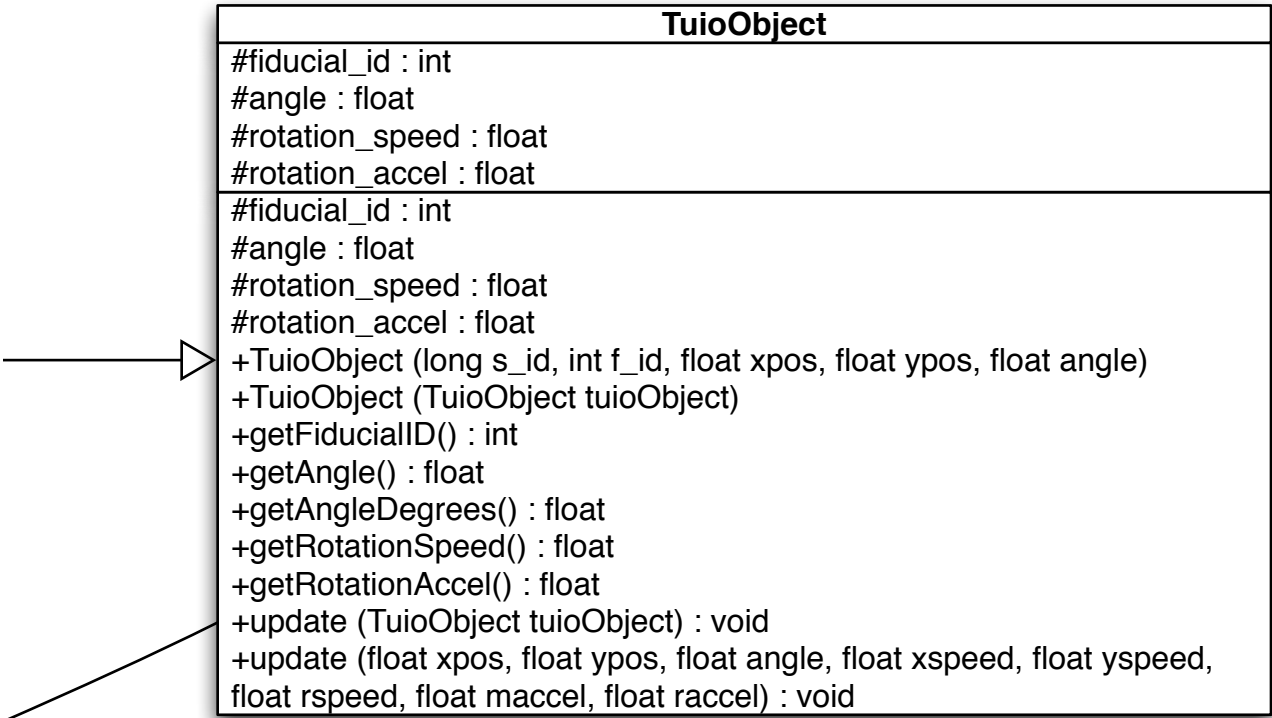 TuioObject
#fiducial_id : int
#angle : float
#rotation_speed : float
#rotation_accel : float
#fiducial_id : int
#angle : float
#rotation_speed : float
#rotation_accel : float
+TuioObject (long s_id, int f_id, float xpos, float ypos, float angle)
+TuioObject (TuioObject tuioObject)
+getFiducialID() : int
+getAngle() : float
+getAngleDegrees() : float
+getRotationSpeed() : float
+getRotationAccel() : float
+update (TuioObject tuioObject) : void
+update (float xpos, float ypos, float angle, float xspeed, float yspeed,
float rspeed, float maccel, float raccel) : void